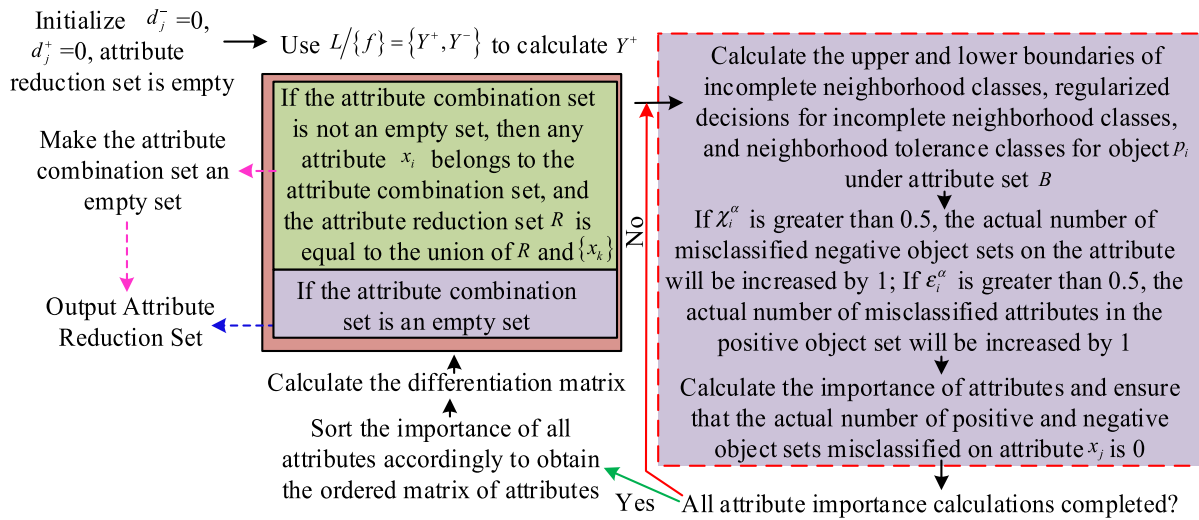 Initialize d_j^-=0,
d_j^+=0, attribute
reduction set is empty
Use L/{f}={Y^+,Y^-} to calculate Y^+
Calculate the upper and lower boundaries
of incomplete neighborhood classes, regularized
decisions for incomplete neighborhood classes,
and neighborhood tolerance classes for object p_i
under attribute set B
If χ_i^α is greater than 0.5, the actual number of
misclassified negative object sets on the attribute
will be increased by 1; If ε_i^α is greater than 0.5, the
actual number of misclassified attributes in the
positive object set will be increased by 1
Calculate the importance of attributes and ensure
that the actual number of positive and negative
object sets misclassified on attribute x_j is 0
All attribute importance calculations completed?
No
Yes
Sort the importance of all
attributes accordingly to obtain
the ordered matrix of attributes
Calculate the differentiation matrix
If the attribute combination set
is not an empty set, then any
attribute x_i belongs to the
attribute combination set, and
the attribute reduction set R is
equal to the union of R and {x_k}
If the attribute combination
set is an empty set
Make the attribute
combination set an
empty set
Output Attribute
Reduction Set